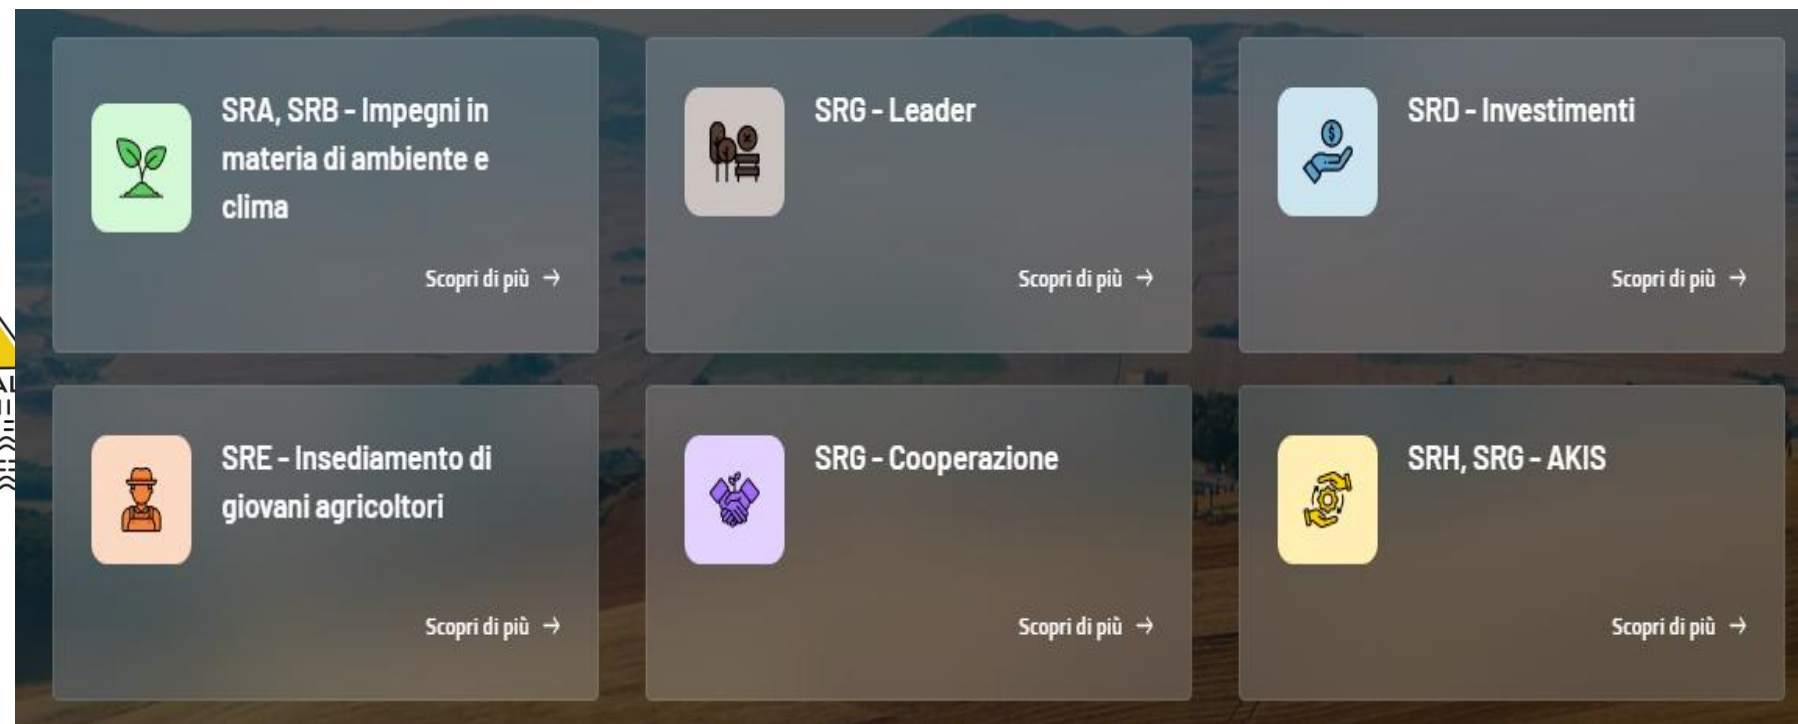 SRA, SRB - Impegni in
materia di ambiente e
clima
Scopri di più →
SRG - Leader
Scopri di più →
SRD - Investimenti
Scopri di più →
SRE - Insediamento di
giovani agricoltori
Scopri di più →
SRG - Cooperazione
Scopri di più →
SRH, SRG - AKIS
Scopri di più →